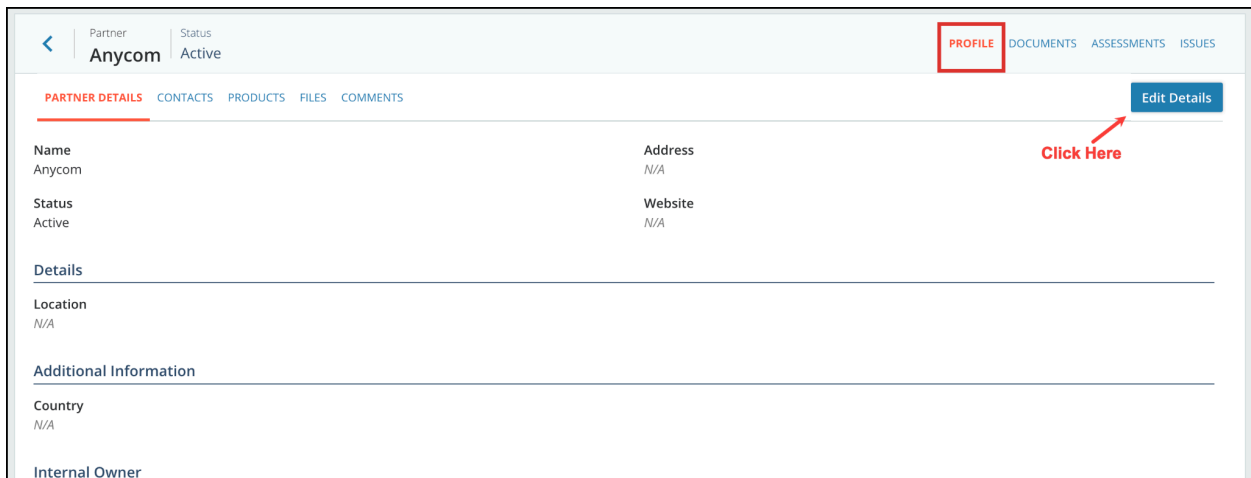 Partner Status
Anycom Active
PROFILE DOCUMENTS ASSESSMENTS ISSUES
PARTNER DETAILS CONTACTS PRODUCTS FILES COMMENTS
Edit Details
Click Here
Name Address
Anycom N/A
Status Website
Active N/A
Details
Location
N/A
Additional Information
Country
N/A
Internal Owner